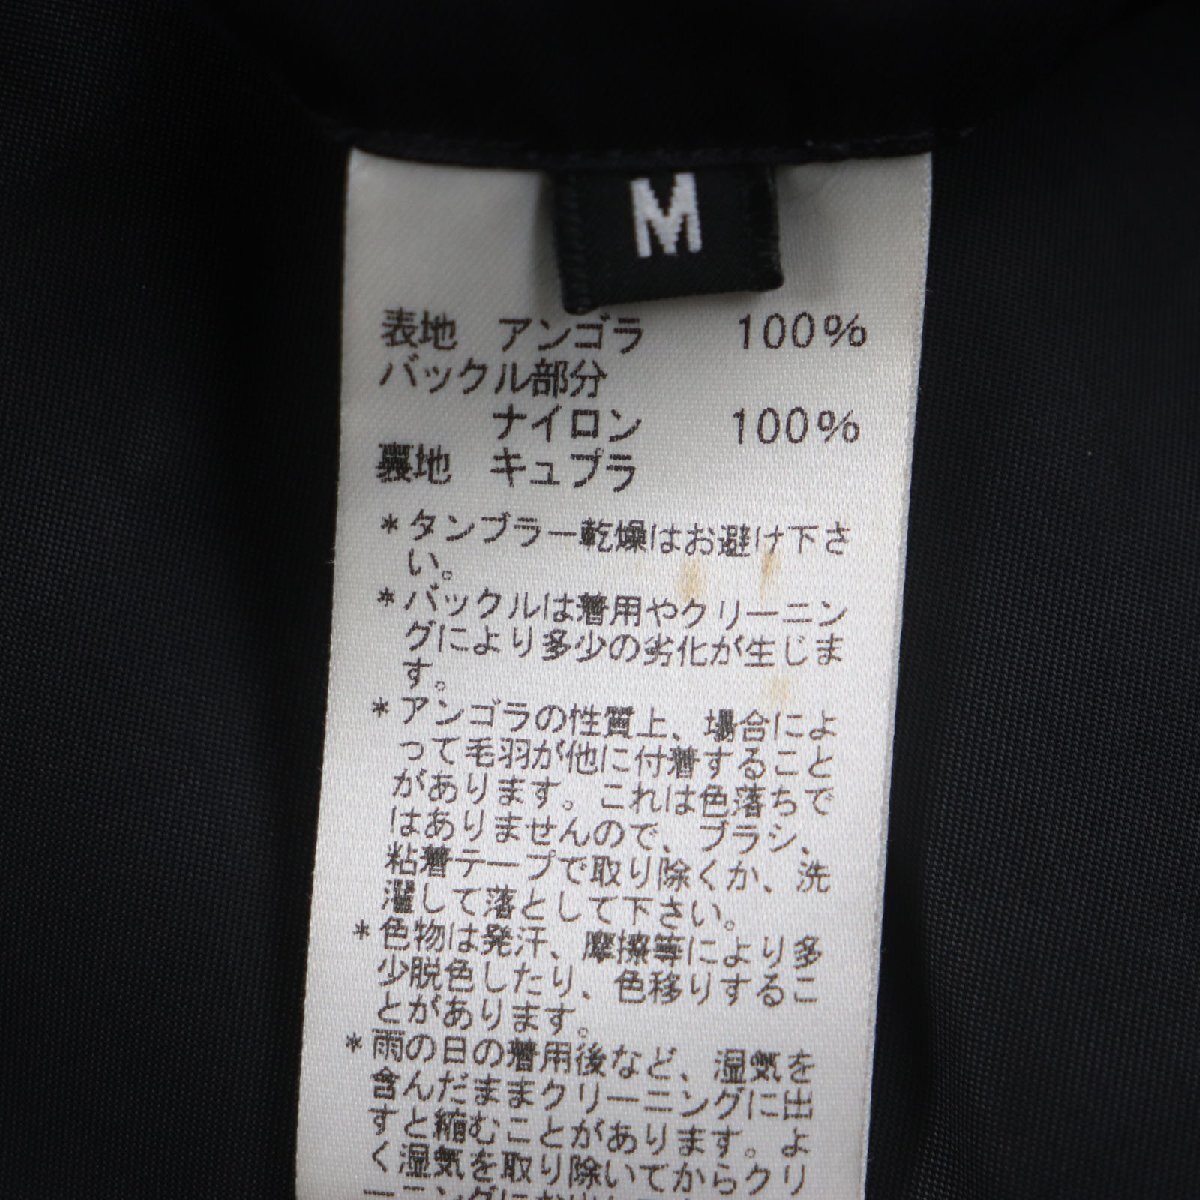 M
表地 アンゴラ 100%
バックル部分
ナイロン 100%
裏地 キュプラ
*タンブラー乾燥はお避け下さ
い。
*バックルは着用やクリーニン
グにより多少の劣化が生じま
す。
*アンゴラの性質上、場合によ
って毛羽が他に付着すること
があります。これは色落ちで
はありませんので、ブラシ、
粘着テープで取り除くか、洗
濯して落として下さい。
*色物は発汗、摩擦等により多
少脱色したり、色移りするこ
とがあります。
*雨の日の着用後など、湿気を
含んだままクリーニングに出
すと縮むことがあります。よ
く湿気を取り除いてからクリ